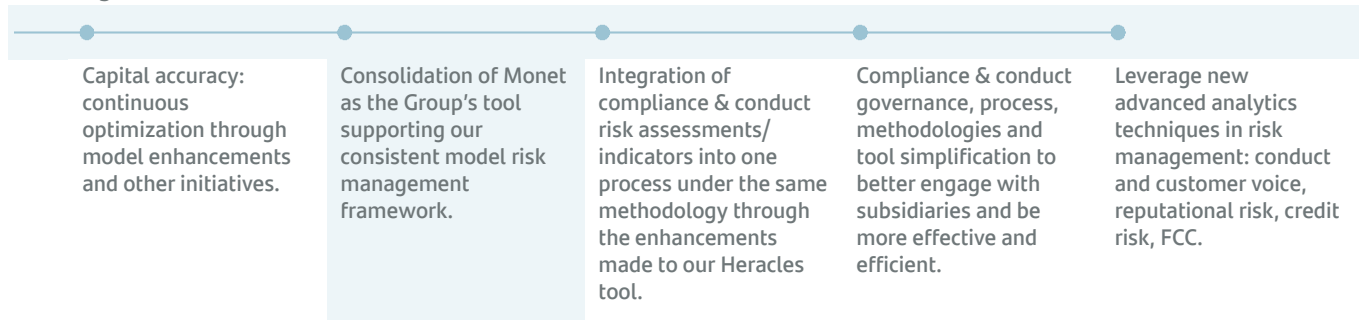 Capital accuracy:
continuous
optimization through
model enhancements
and other initiatives.
Consolidation of Monet
as the Group's tool
supporting our
consistent model risk
management
framework.
Integration of
compliance & conduct
risk assessments/
indicators into one
process under the same
methodology through
the enhancements
made to our Heracles
tool.
Compliance & conduct
governance, process,
methodologies and
tool simplification to
better engage with
subsidiaries and be
more effective and
efficient.
Leverage new
advanced analytics
techniques in risk
management: conduct
and customer voice,
reputational risk, credit
risk, FCC.